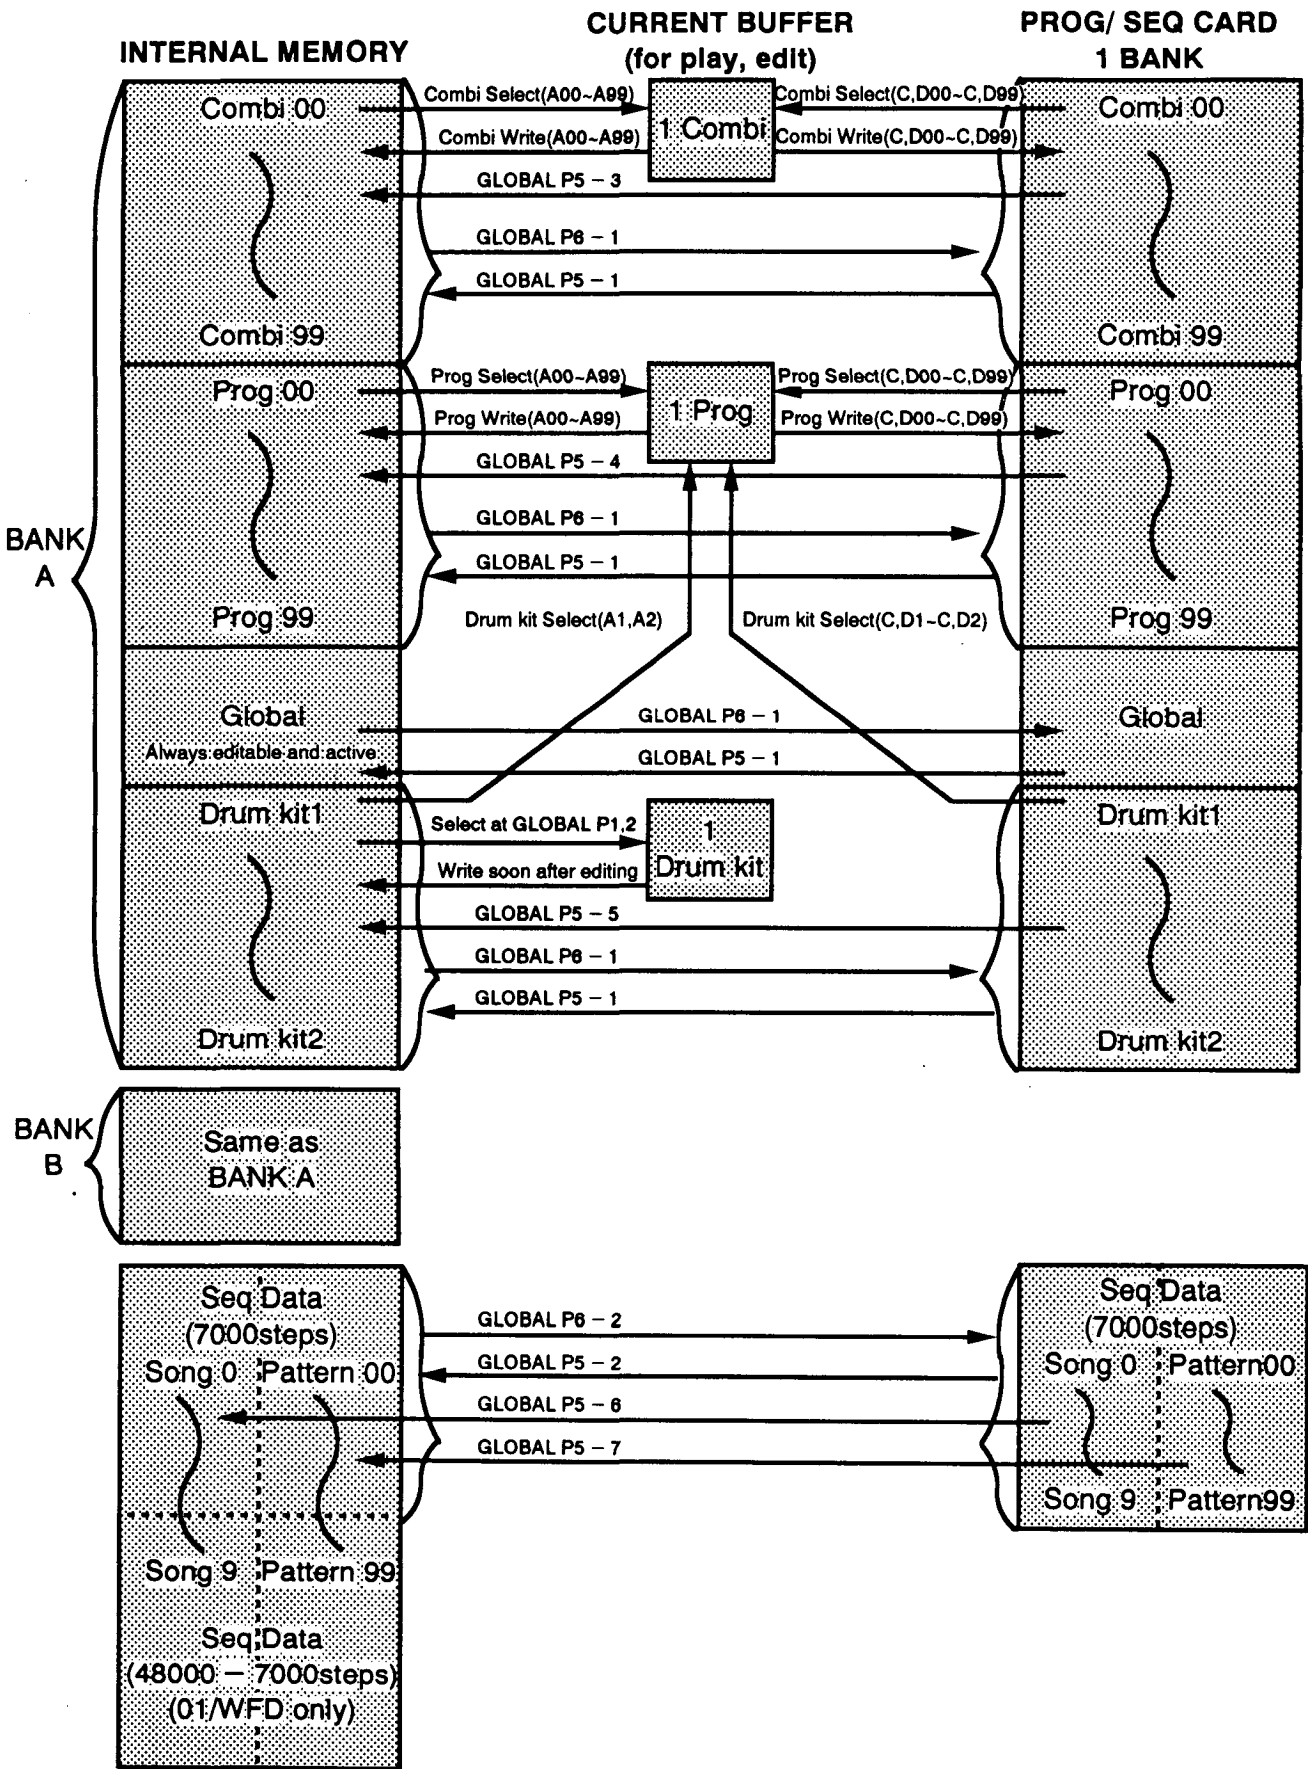 INTERNAL MEMORY
CURRENT BUFFER
(for play, edit)
PROG/ SEQ CARD
1 BANK
BANK
A
Combi 00
Combi Select(A00~A99)
Combi Write(A00~A99)
1 Combi
Combi Select(C,D00~C,D99)
Combi Write(C,D00~C,D99)
Combi 00
GLOBAL P5 – 3
GLOBAL P6 – 1
GLOBAL P5 – 1
Combi 99
Combi 99
Prog 00
Prog Select(A00~A99)
Prog Write(A00~A99)
1 Prog
Prog Select(C,D00~C,D99)
Prog Write(C,D00~C,D99)
Prog 00
GLOBAL P5 – 4
GLOBAL P6 – 1
GLOBAL P5 – 1
Prog 99
Drum kit Select(A1,A2)
Drum kit Select(C,D1~C,D2)
Prog 99
Global
Always editable and active
GLOBAL P6 – 1
GLOBAL P5 – 1
Global
Drum kit1
Select at GLOBAL P1,2
Write soon after editing
1
Drum kit
Drum kit1
GLOBAL P5 – 5
GLOBAL P6 – 1
GLOBAL P5 – 1
Drum kit2
Drum kit2
BANK
B
Same as
BANK A
Seq Data
(7000steps)
Song 0 Pattern 00
GLOBAL P6 – 2
GLOBAL P5 – 2
GLOBAL P5 – 6
GLOBAL P5 – 7
Seq Data
(7000steps)
Song 0 Pattern00
Song 9 Pattern99
Song 9 Pattern 99
Seq Data
(48000 – 7000steps)
(01/WFD only)